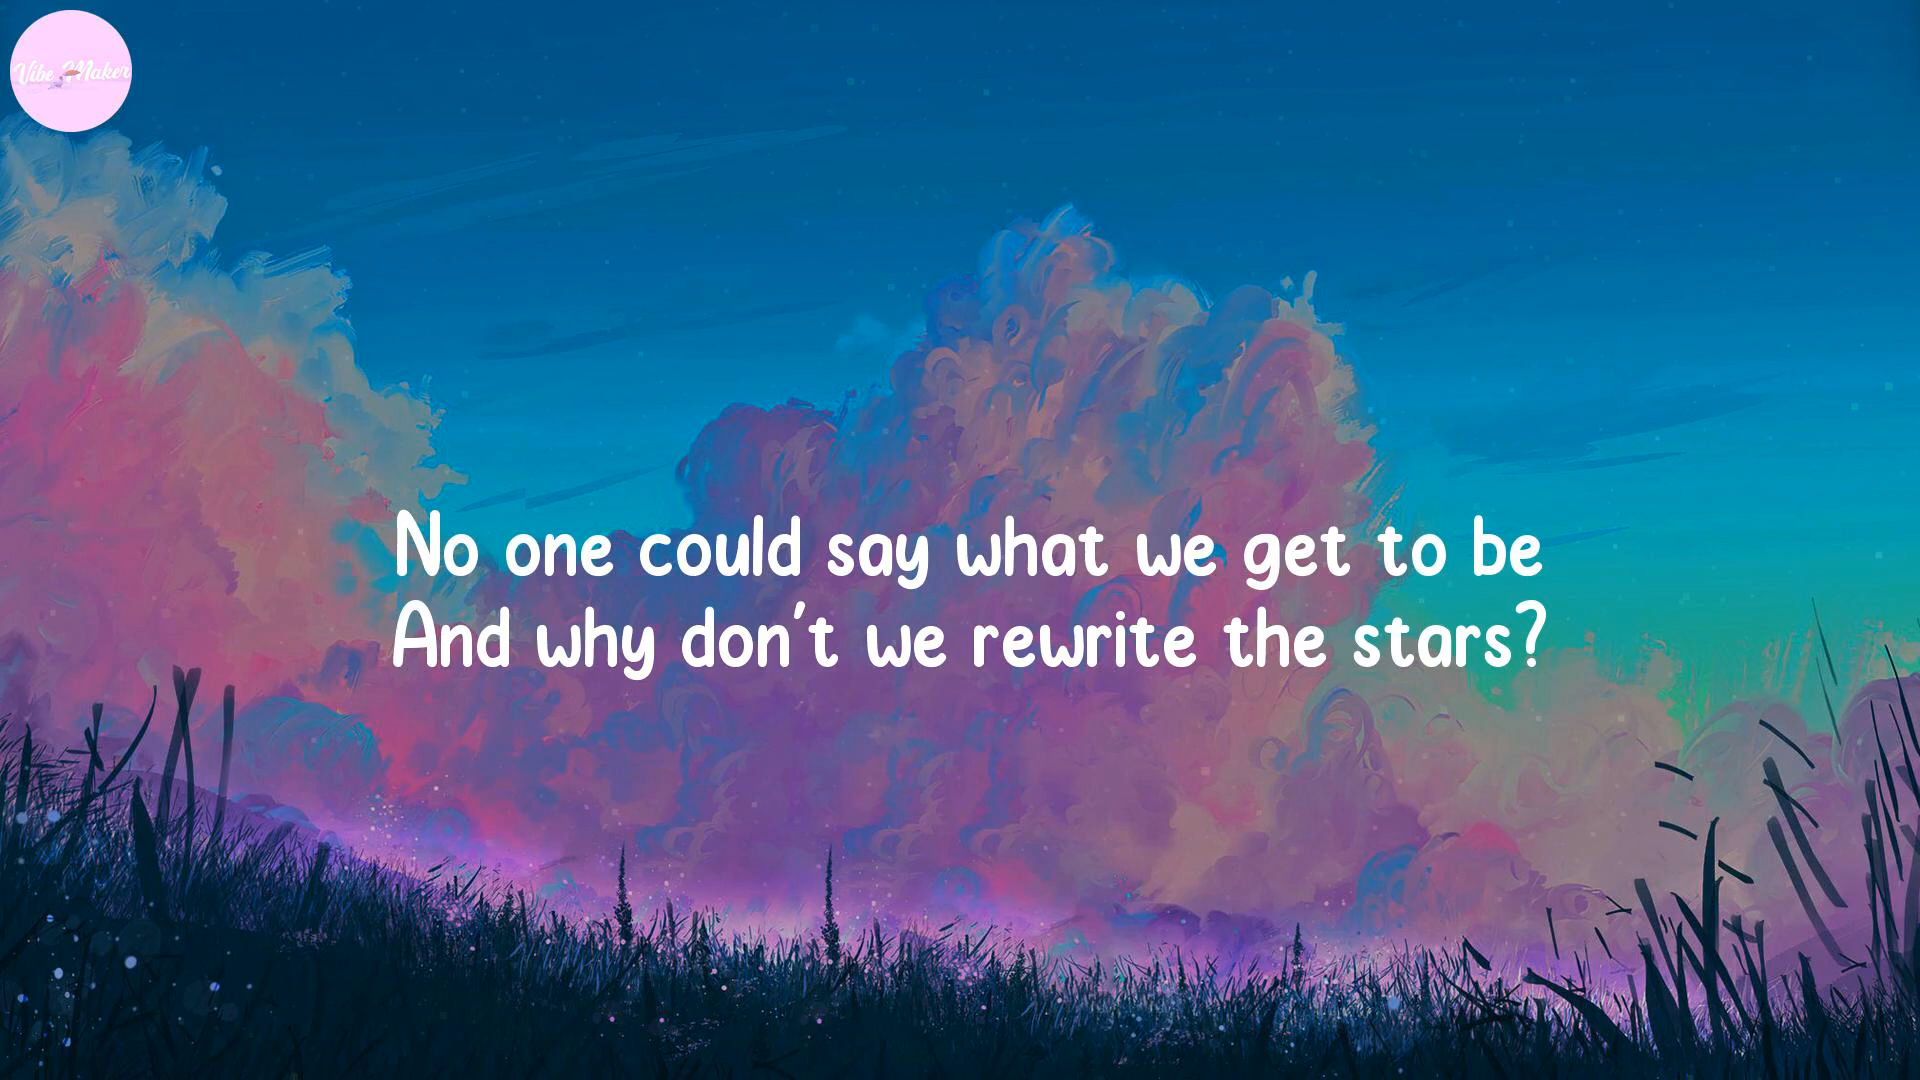 Vibe Maker
No one could say what we get to be
And why don't we rewrite the stars?